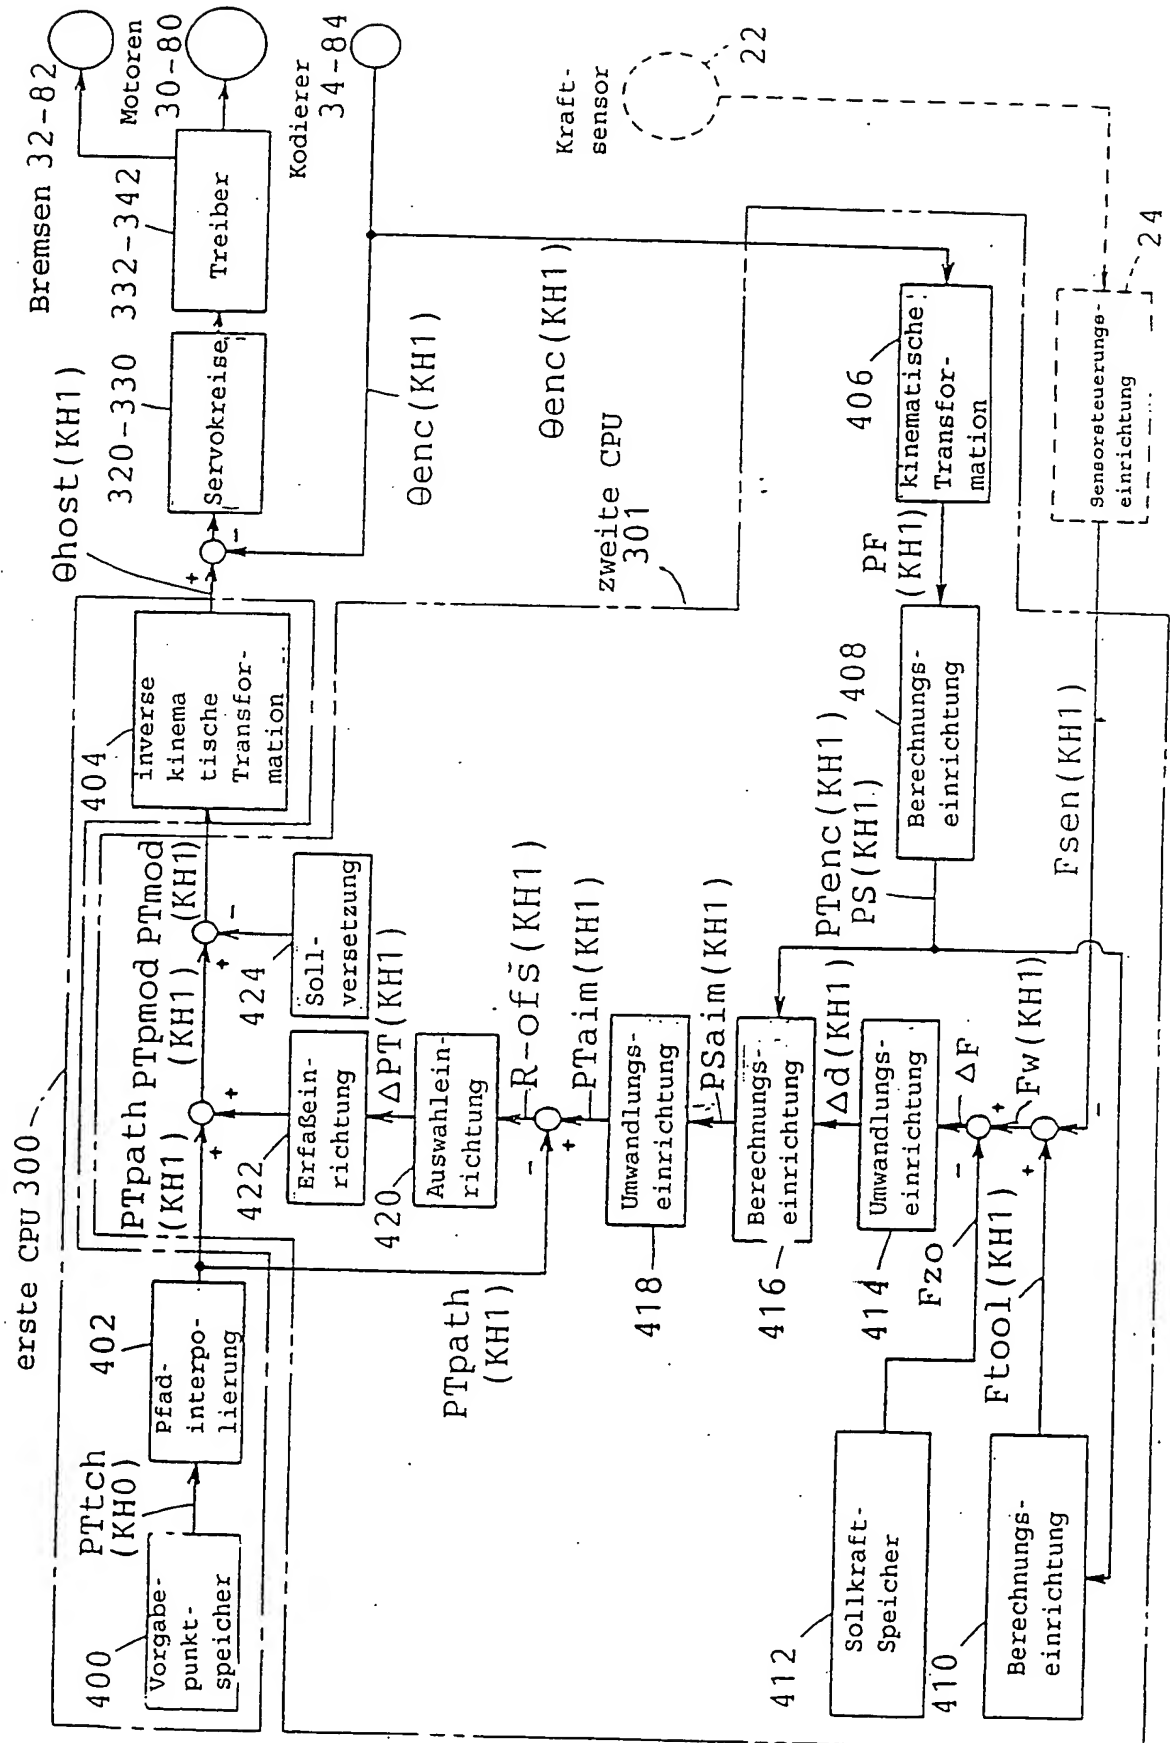 erste CPU 300
Bremsen 32-82
Motoren
30-80
Kodierer
34-84
332-342
Treiber
320-330
Servokreise
θhost(KH1)
+
-
θenc(KH1)
404
inverse
kinema
tische
Transfor-
mation
PTmod
(KH1)
+
-
424
Soll-
versetzung
PTpmod
(KH1)
PTpath
(KH1)
+
+
402
Pfad-
interpo-
lierung
PTtch
(KH0)
400
Vorgabe-
punkt-
speicher
422
Erfaßein-
richtung
ΔPT(KH1)
420
Auswahlein-
richtung
R-ofs(KH1)
-
+
PTpath
(KH1)
PTaim(KH1)
418
Umwandlungs-
einrichtung
PSaim(KH1)
416
Berechnungs-
einrichtung
Δd(KH1)
414
Umwandlungs-
einrichtung
ΔF
-
+
Fzo
Fw(KH1)
+
-
Ftool(KH1)
412
Sollkraft-
Speicher
410
Berechnungs-
einrichtung
PTenc(KH1)
PS(KH1)
408
Berechnungs-
einrichtung
PF
(KH1)
406
kinematische
Transfor-
mation
θenc(KH1)
zweite CPU
301
Kraft-
sensor
22
24
Sensorsteuerungs-
einrichtung
Fsen(KH1)